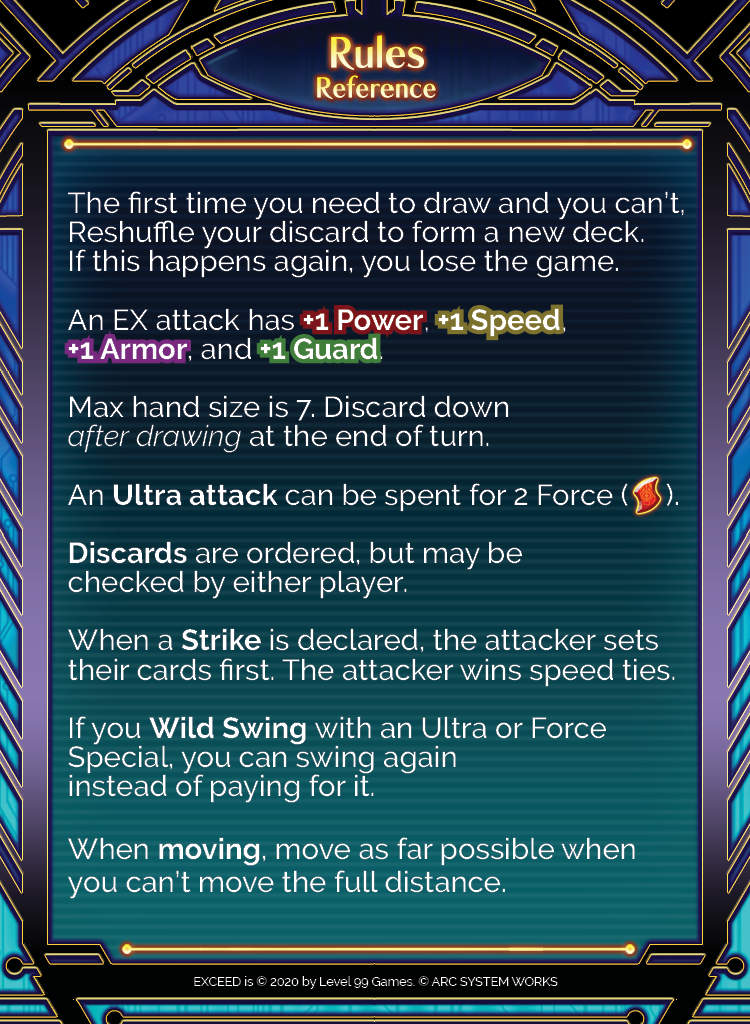 Rules
Reference
The first time you need to draw and you can't,
Reshuffle your discard to form a new deck.
If this happens again, you lose the game.
An EX attack has +1 Power, +1 Speed,
+1 Armor, and +1 Guard.
Max hand size is 7. Discard down
after drawing at the end of turn.
An Ultra attack can be spent for 2 Force ( ).
Discards are ordered, but may be
checked by either player.
When a Strike is declared, the attacker sets
their cards first. The attacker wins speed ties.
If you Wild Swing with an Ultra or Force
Special, you can swing again
instead of paying for it.
When moving, move as far possible when
you can't move the full distance.
EXCEED is © 2020 by Level 99 Games. © ARC SYSTEM WORKS